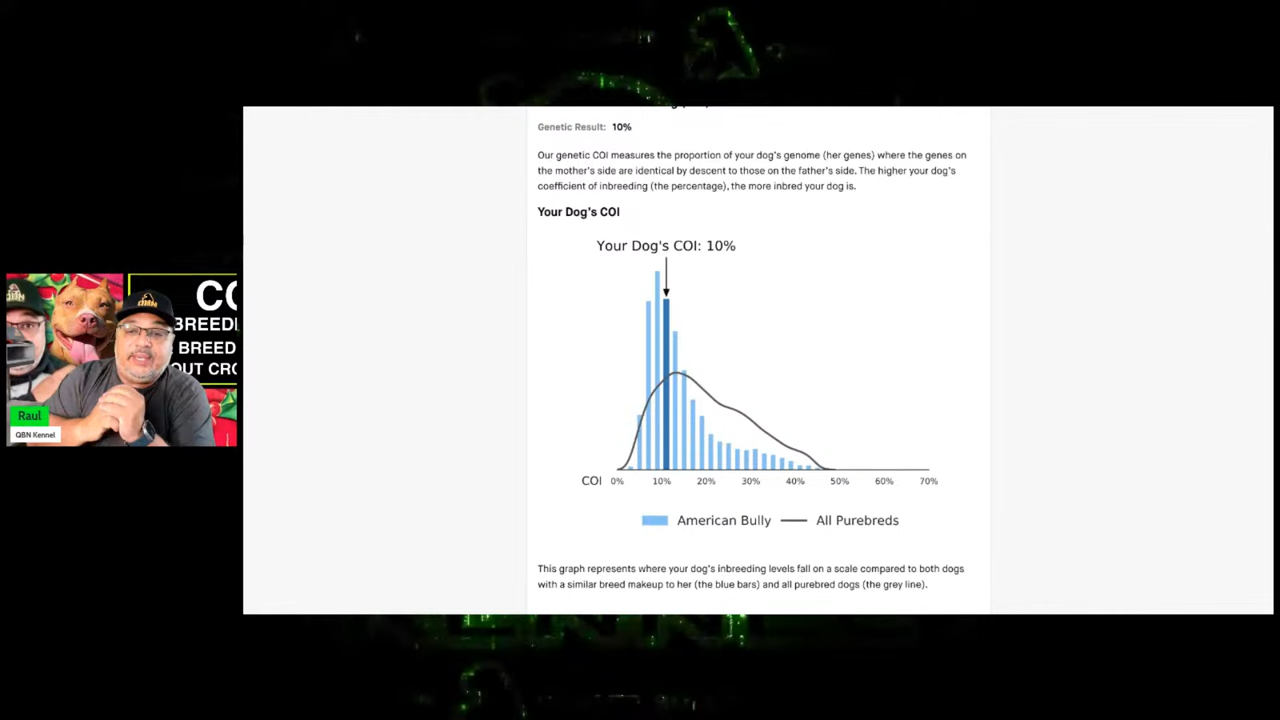 Genetic Result: 10%
Our genetic COI measures the proportion of your dog's genome (her genes) where the genes on
the mother's side are identical by descent to those on the father's side. The higher your dog's
coefficient of inbreeding (the percentage), the more inbred your dog is.
Your Dog's COI
Your Dog's COI: 10%
COI 0% 10% 20% 30% 40% 50% 60% 70%
American Bully All Purebreds
This graph represents where your dog's inbreeding levels fall on a scale compared to both dogs
with a similar breed makeup to her (the blue bars) and all purebred dogs (the grey line).
QBN
QBN
BREED
OUT CR
Raul
QBN Kennel